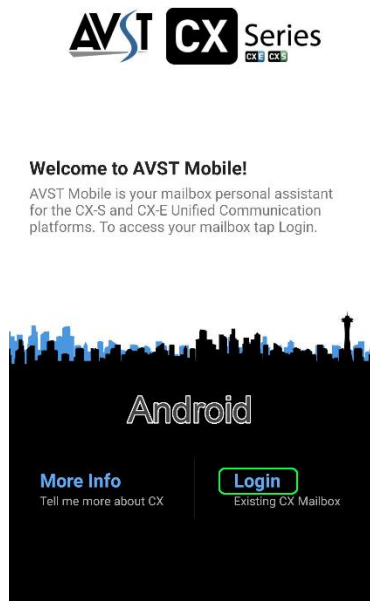 AVST CX Series
CXE CXS
Welcome to AVST Mobile!
AVST Mobile is your mailbox personal assistant
for the CX-S and CX-E Unified Communication
platforms. To access your mailbox tap Login.
Android
More Info
Tell me more about CX
Login
Existing CX Mailbox